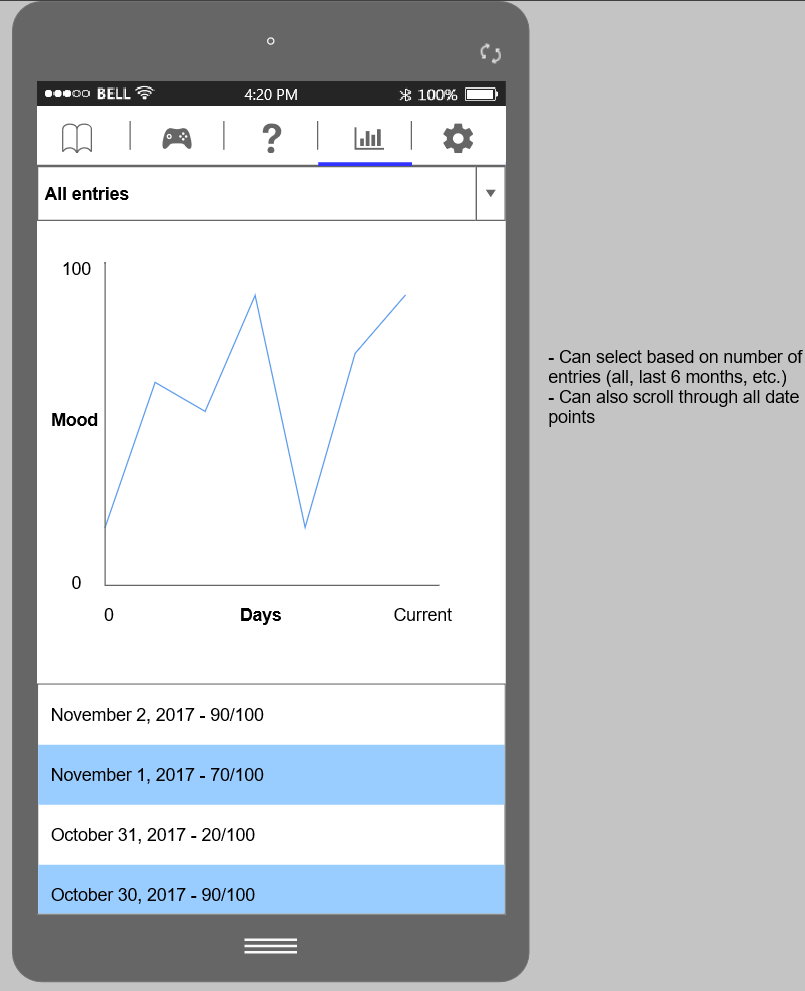 BELL 4:20 PM 100%
?
All entries
100
Mood
0
0 Days Current
- Can select based on number of
entries (all, last 6 months, etc.)
- Can also scroll through all date
points
November 2, 2017 - 90/100
November 1, 2017 - 70/100
October 31, 2017 - 20/100
October 30, 2017 - 90/100